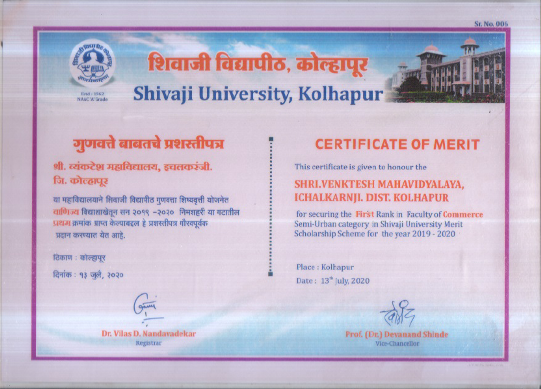 Sr. No. 005
शिवाजी विद्यापीठ, कोल्हापूर
Shivaji University, Kolhapur
Estd : 1962
गुणवत्ते बाबतचे प्रशस्तीपत्र
श्री. व्यंकटेश महाविद्यालय, इचलकरंजी.
जि. कोल्हापूर
या महाविद्यालयाने शिवाजी विद्यापीठ गुणवत्ता शिष्यवृत्ती योजनेत
वाणिज्य विद्याशाखेतून सन २०१९ -२०२० निमशहरी या गटातील
प्रथम क्रमांक प्राप्त केल्याबद्दल हे प्रशस्तीपत्र गौरवपूर्वक
प्रदान करण्यात येत आहे.
ठिकाण : कोल्हापूर
दिनांक : १३ जुलै, २०२०
Dr. Vilas D. Nandavadekar
Registrar
CERTIFICATE OF MERIT
This certificate is given to honour the
SHRI.VENKTESH MAHAVIDYALAYA,
ICHALKARNJI. DIST. KOLHAPUR
for securing the First Rank in Faculty of Commerce
Semi-Urban category in Shivaji University Merit
Scholarship Scheme for the year 2019 - 2020
Place : Kolhapur
Date : 13th July, 2020
Prof. (Dr.) Devanand Shinde
Vice-Chancellor